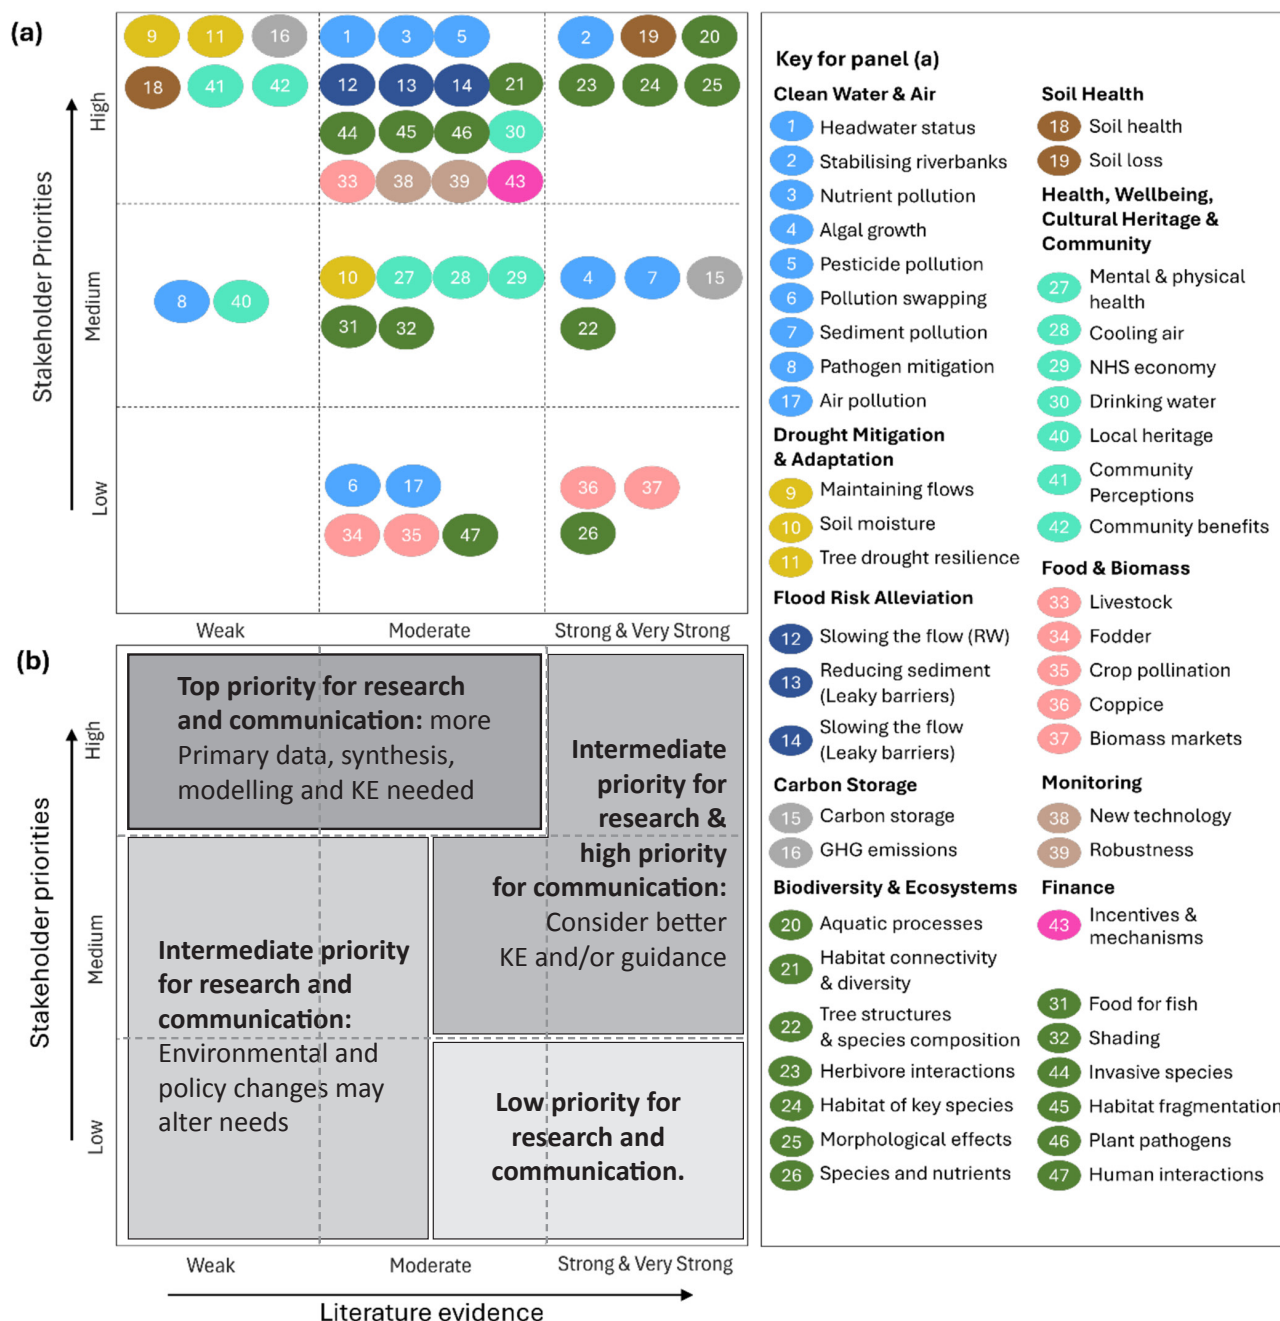 (a)
Stakeholder Priorities
High
Medium
Low
9 11 16
18 41 42
1 3 5
12 13 14 21
44 45 46 30
33 38 39 43
2 19 20
23 24 25
8 40
10 27 28 29
31 32
4 7 15
22
6 17
34 35 47
36 37
26
Weak
Moderate
Strong & Very Strong
(b)
Stakeholder priorities
High
Medium
Low
Top priority for research
and communication: more
Primary data, synthesis,
modelling and KE needed
Intermediate
priority for
research &
high priority
for communication:
Consider better
KE and/or guidance
Intermediate priority
for research and
communication:
Environmental and
policy changes may
alter needs
Low priority for
research and
communication.
Weak
Moderate
Strong & Very Strong
Literature evidence
Key for panel (a)
Clean Water & Air
1 Headwater status
2 Stabilising riverbanks
3 Nutrient pollution
4 Algal growth
5 Pesticide pollution
6 Pollution swapping
7 Sediment pollution
8 Pathogen mitigation
17 Air pollution
Drought Mitigation
& Adaptation
9 Maintaining flows
10 Soil moisture
11 Tree drought resilience
Flood Risk Alleviation
12 Slowing the flow (RW)
13 Reducing sediment
(Leaky barriers)
14 Slowing the flow
(Leaky barriers)
Carbon Storage
15 Carbon storage
16 GHG emissions
Biodiversity & Ecosystems
20 Aquatic processes
21 Habitat connectivity
& diversity
22 Tree structures
& species composition
23 Herbivore interactions
24 Habitat of key species
25 Morphological effects
26 Species and nutrients
Soil Health
18 Soil health
19 Soil loss
Health, Wellbeing,
Cultural Heritage &
Community
27 Mental & physical
health
28 Cooling air
29 NHS economy
30 Drinking water
40 Local heritage
41 Community
Perceptions
42 Community benefits
Food & Biomass
33 Livestock
34 Fodder
35 Crop pollination
36 Coppice
37 Biomass markets
Monitoring
38 New technology
39 Robustness
Finance
43 Incentives &
mechanisms
31 Food for fish
32 Shading
44 Invasive species
45 Habitat fragmentation
46 Plant pathogens
47 Human interactions